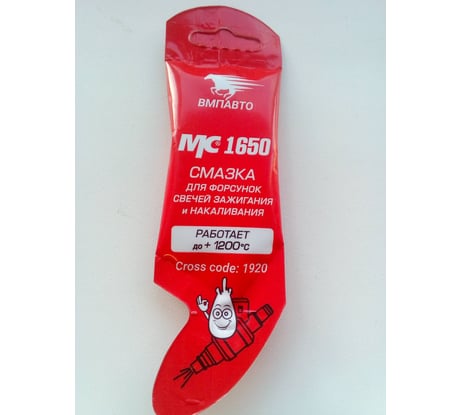 ВМПАВТО
МС® 1650
СМАЗКА
ДЛЯ ФОРСУНОК
СВЕЧЕЙ ЗАЖИГАНИЯ
и НАКАЛИВАНИЯ
РАБОТАЕТ
до +1200°C
Cross code: 1920